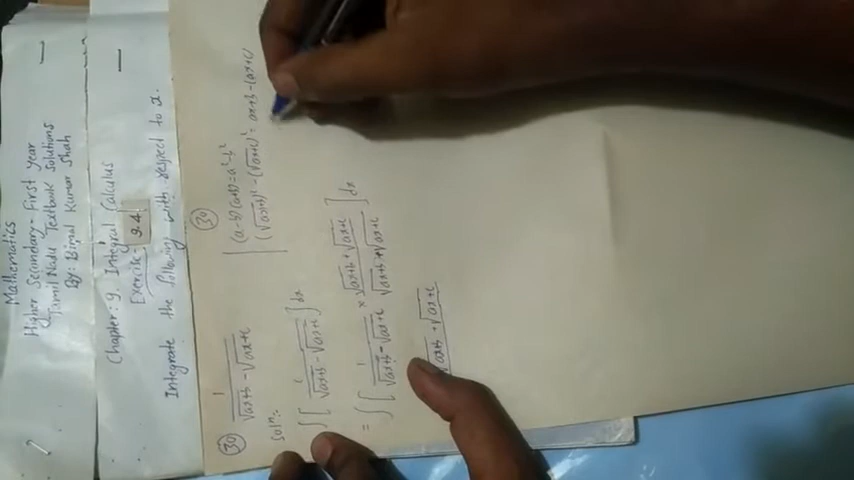 Mathematics
Higher Secondary - First Year
Tamil Nadu Textbook Solutions
By: Bimal Kumar Shah
Chapter: 9. Integral Calculus
Exercise - 9.4
Integrate the following with respect to x.
(30) 1/(√(ax+b) - √(ax+c))
(30)
Soln:-
∫[1/(√(ax+b) - √(ax+c))]dx
(a-b)(a+b) = a²-b²
(√(ax+b))² - (√(ax+c))² = ax+b-(ax+c)
= ∫[1/(√(ax+b) - √(ax+c)) × (√(ax+b) + √(ax+c))/(√(ax+b) + √(ax+c))]dx
√(ax+b) + √(ax+c)